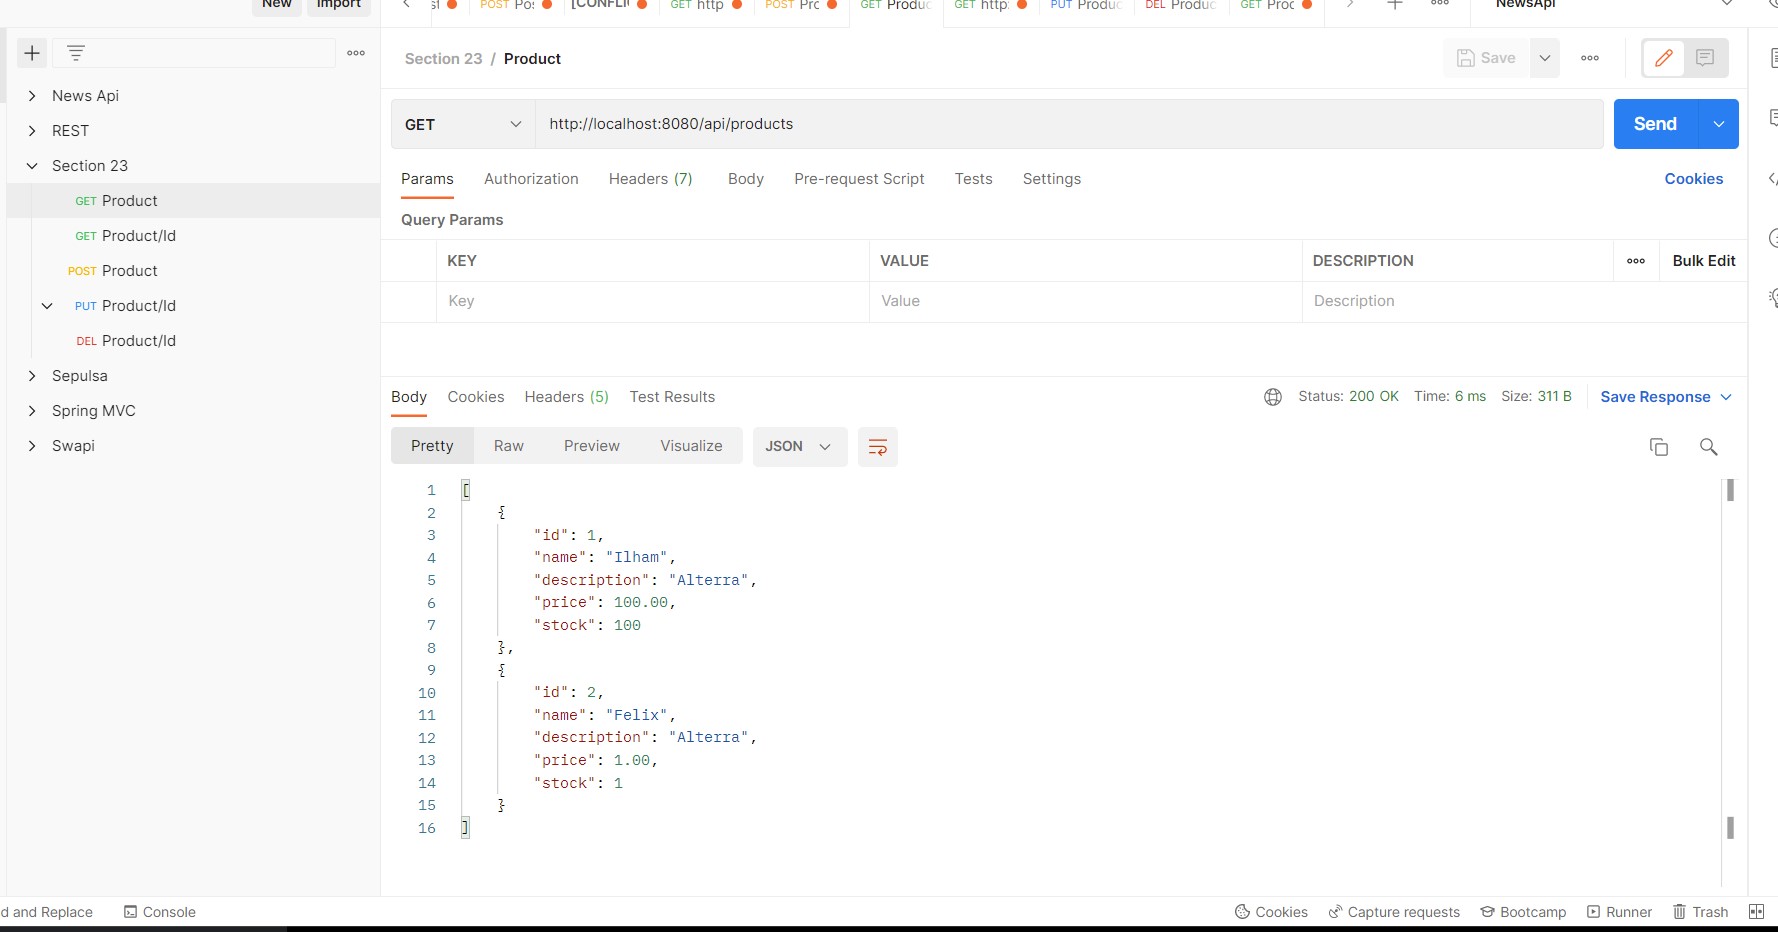 New Import
POST [CONFLI GET http POST GET Produc GET http: PUT Produc DEL Produc GET NewsApi
Section 23 / Product Save
News Api
REST
Section 23
GET Product
GET Product/Id
POST Product
PUT Product/Id
DEL Product/Id
Sepulsa
Spring MVC
Swapi
GET http://localhost:8080/api/products Send
Params Authorization Headers (7) Body Pre-request Script Tests Settings Cookies
Query Params
KEY VALUE DESCRIPTION Bulk Edit
Key Value Description
Body Cookies Headers (5) Test Results Status: 200 OK Time: 6 ms Size: 311 B Save Response
Pretty Raw Preview Visualize JSON
1 [
2 {
3 "id": 1,
4 "name": "Ilham",
5 "description": "Alterra",
6 "price": 100.00,
7 "stock": 100
8 },
9 {
10 "id": 2,
11 "name": "Felix",
12 "description": "Alterra",
13 "price": 1.00,
14 "stock": 1
15 }
16 ]
d and Replace Console Cookies Capture requests Bootcamp Runner Trash